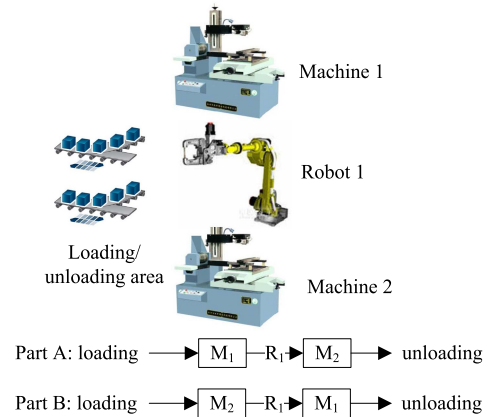 Machine 1
Robot 1
Loading/
unloading area
Machine 2
Part A: loading M₁ R₁ M₂ unloading
Part B: loading M₂ R₁ M₁ unloading